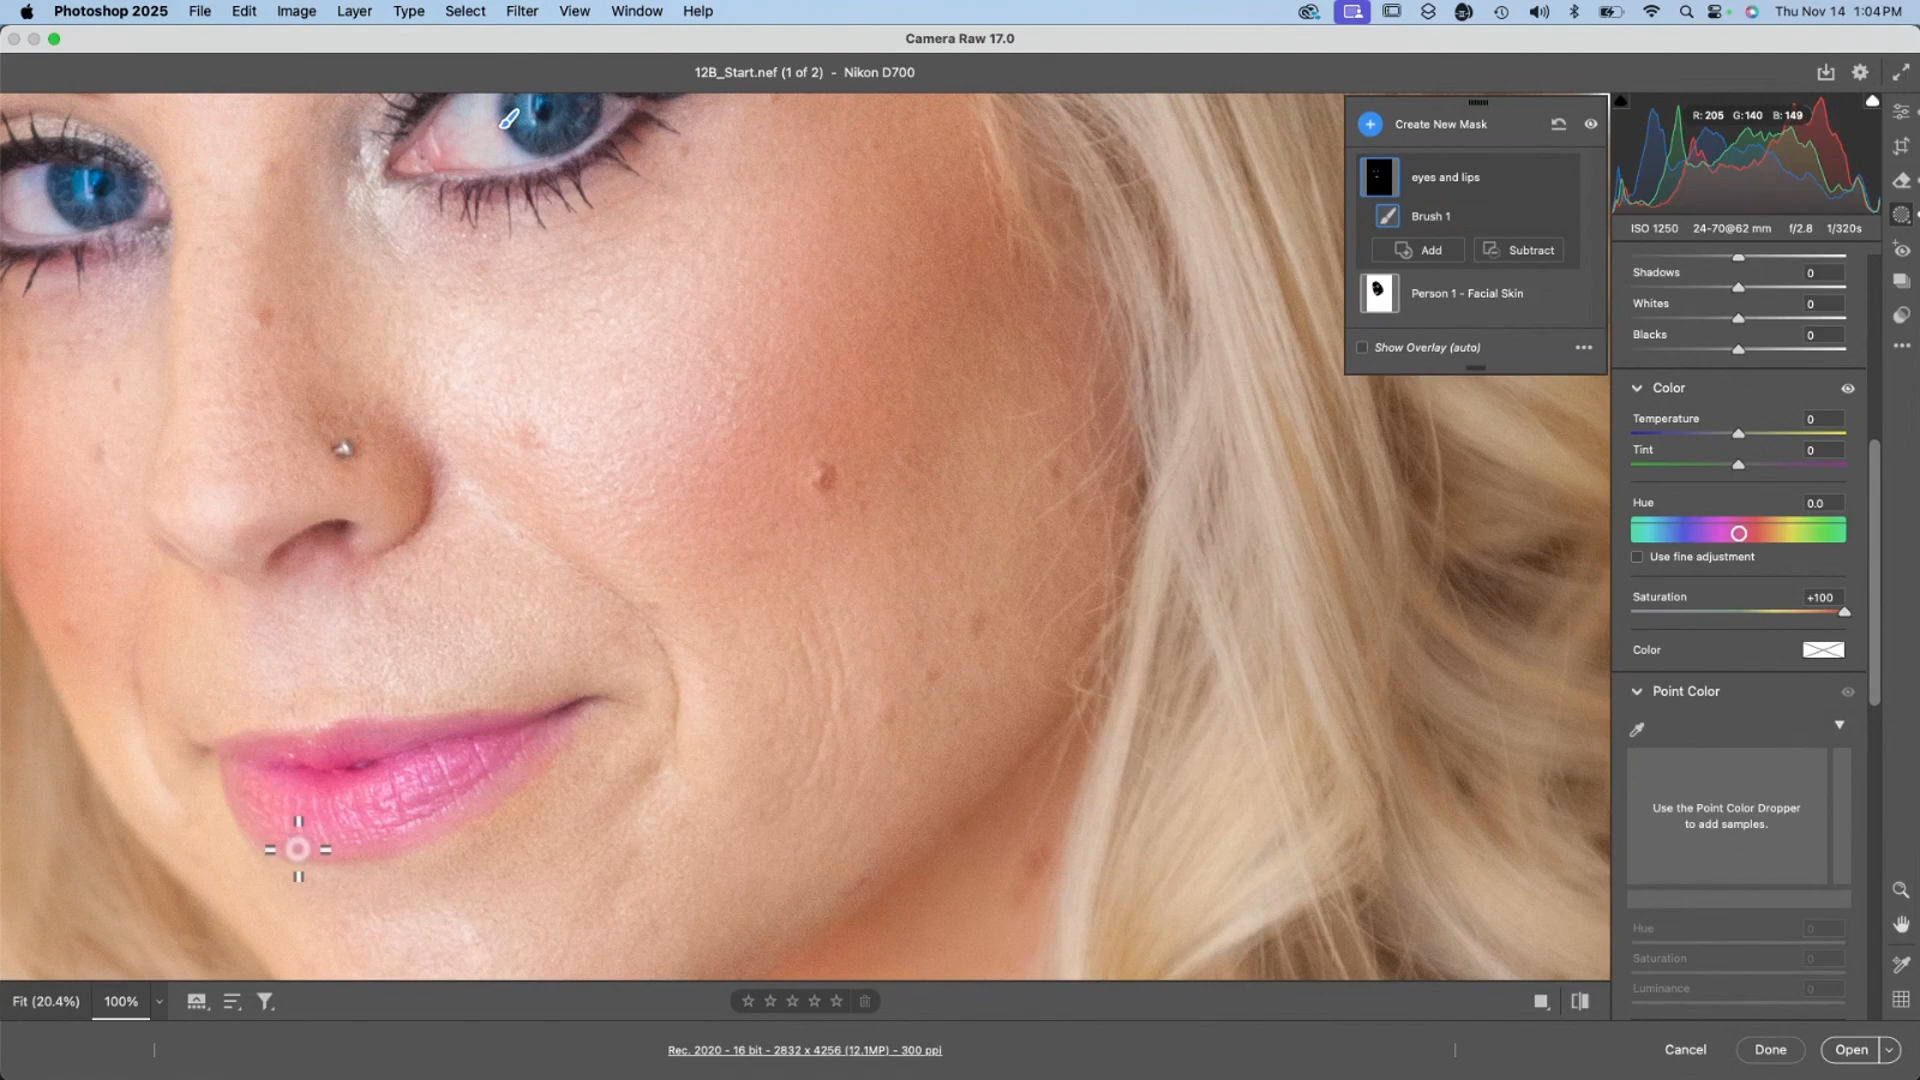 Photoshop 2025 File Edit Image Layer Type Select Filter View Window Help Thu Nov 14 1:04 PM
Camera Raw 17.0
12B_Start.nef (1 of 2) - Nikon D700
Create New Mask
eyes and lips
Brush 1
Add Subtract
Person 1 - Facial Skin
Show Overlay (auto)
R: 205 G: 140 B: 149
ISO 1250 24-70@62 mm f/2.8 1/320s
Shadows 0
Whites 0
Blacks 0
Color
Temperature 0
Tint 0
Hue 0.0
Use fine adjustment
Saturation +100
Color
Point Color
Use the Point Color Dropper
to add samples.
Hue 0
Saturation 0
Luminance 0
Fit (20.4%) 100%
Rec. 2020 - 16 bit - 2832 x 4256 (12.1MP) - 300 ppi
Cancel Done Open